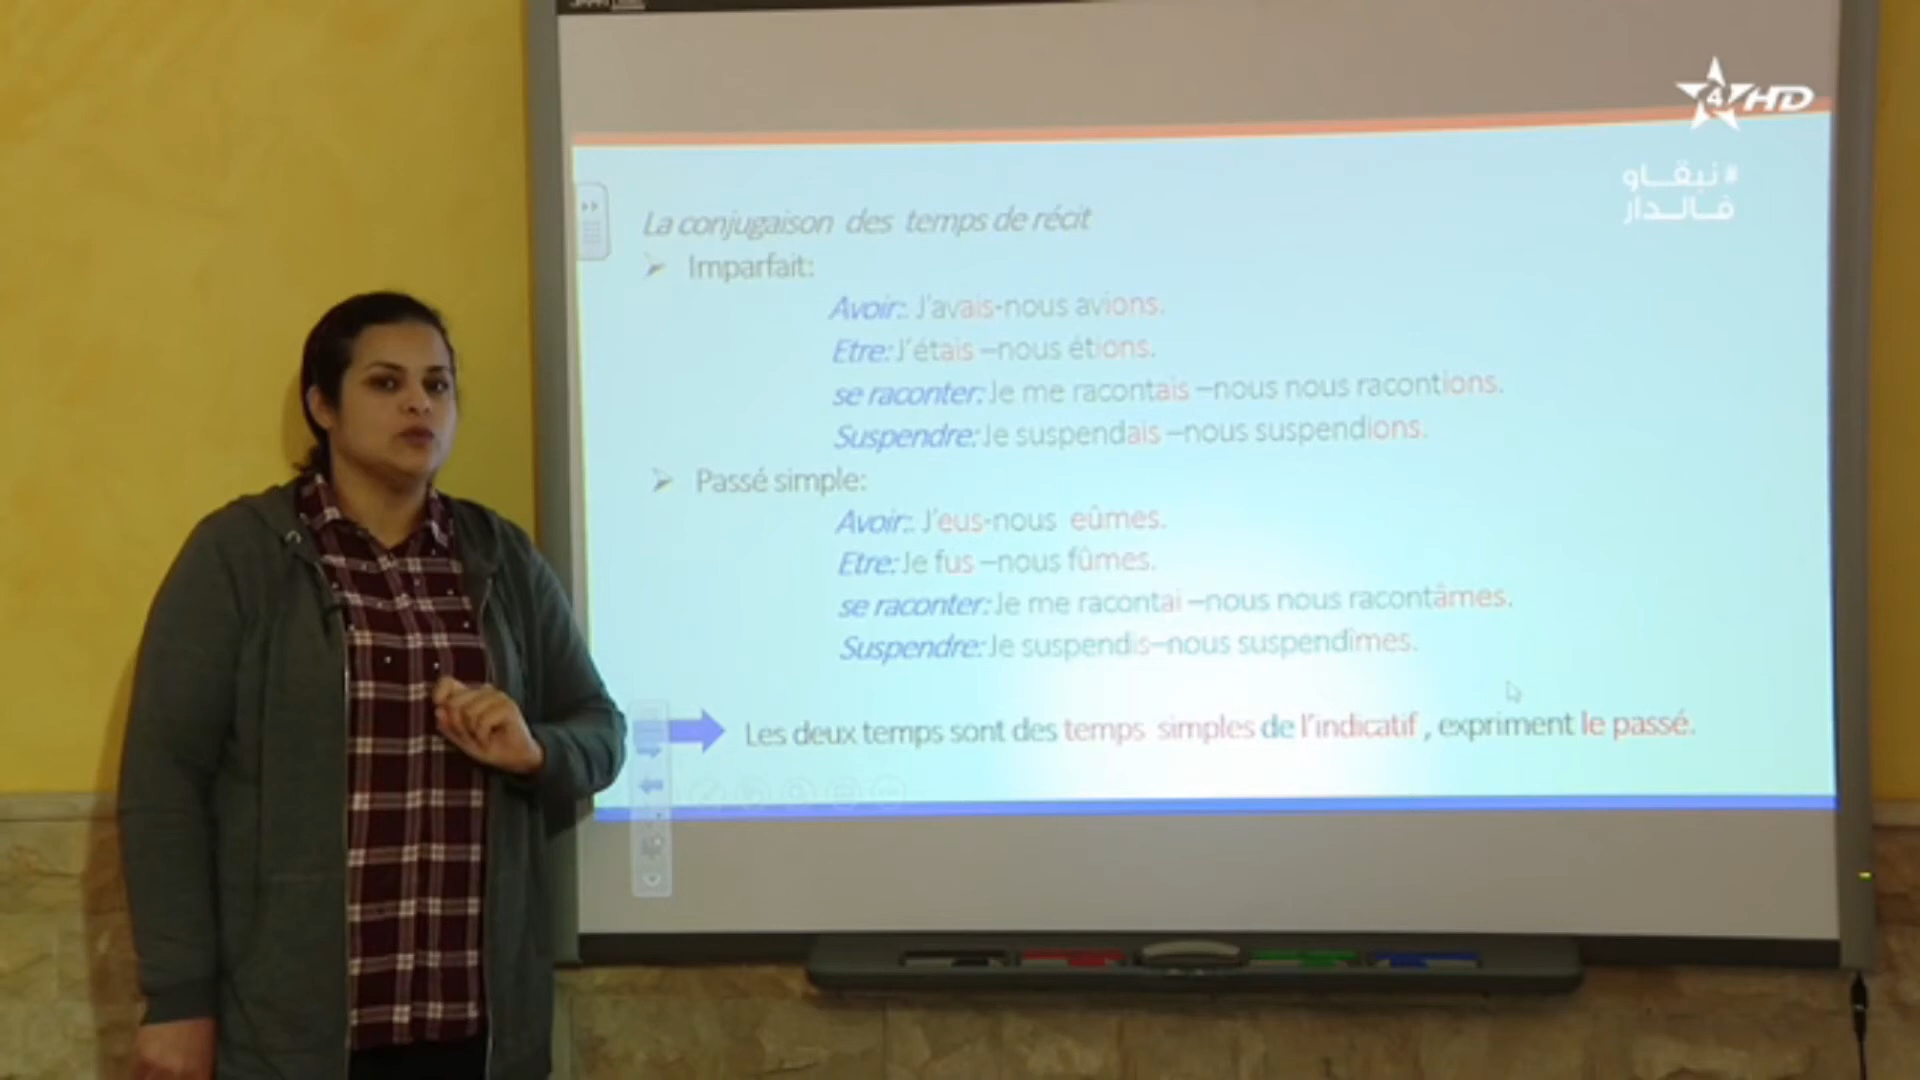 4 HD
#نبقاو
فالدار
La conjugaison des temps de récit
➢ Imparfait:
Avoir:. J'avais-nous avions.
Etre: J'étais –nous étions.
se raconter: Je me racontais –nous nous racontions.
Suspendre: Je suspendais –nous suspendions.
➢ Passé simple:
Avoir:. J'eus-nous eûmes.
Etre: Je fus –nous fûmes.
se raconter: Je me racontai –nous nous racontâmes.
Suspendre: Je suspendis–nous suspendîmes.
Les deux temps sont des temps simples de l'indicatif , expriment le passé.